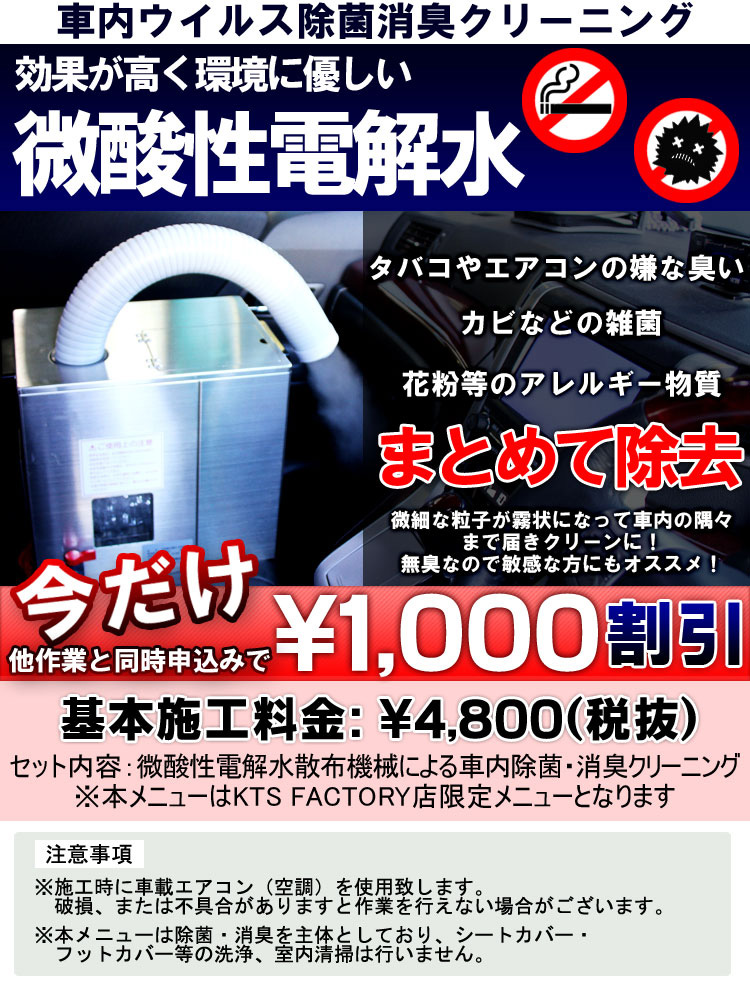 車内ウイルス除菌消臭クリーニング
効果が高く環境に優しい
微酸性電解水
タバコやエアコンの嫌な臭い
カビなどの雑菌
花粉等のアレルギー物質
まとめて除去
微細な粒子が霧状になって車内の隅々
まで届きクリーンに！
無臭なので敏感な方にもオススメ！
今だけ
他作業と同時申込みで
¥1,000割引
基本施工料金: ¥4,800(税抜)
セット内容：微酸性電解水散布機械による車内除菌・消臭クリーニング
※本メニューはKTS FACTORY店限定メニューとなります
注意事項
※施工時に車載エアコン（空調）を使用致します。
破損、または不具合がありますと作業を行えない場合がございます。
※本メニューは除菌・消臭を主体としており、シートカバー・
フットカバー等の洗浄、室内清掃は行いません。